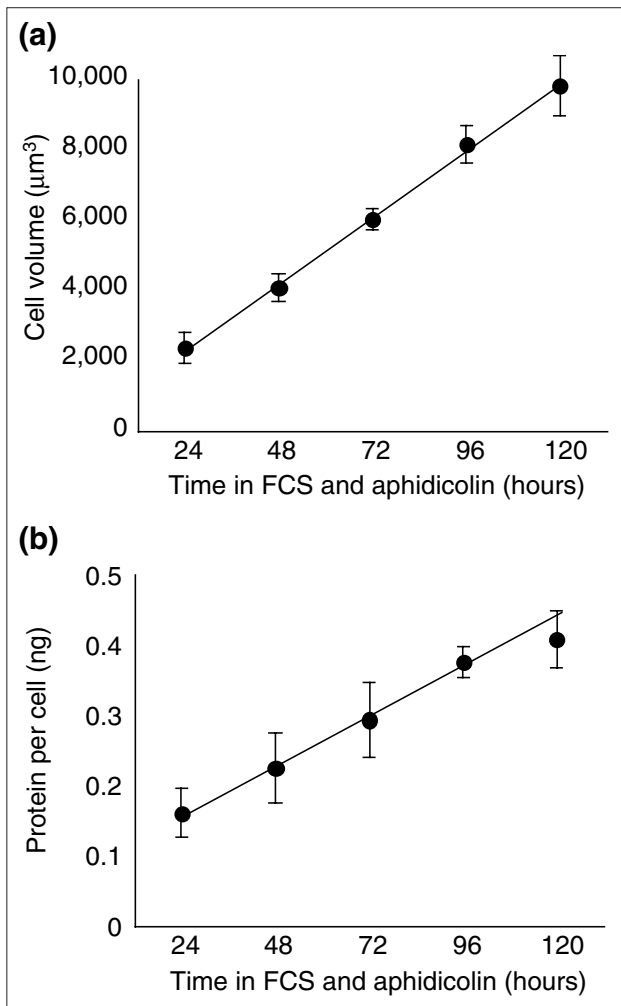 (a)
10,000
8,000
6,000
4,000
2,000
0
Cell volume (μm³)
24 48 72 96 120
Time in FCS and aphidicolin (hours)
(b)
0.5
0.4
0.3
0.2
0.1
0
Protein per cell (ng)
24 48 72 96 120
Time in FCS and aphidicolin (hours)